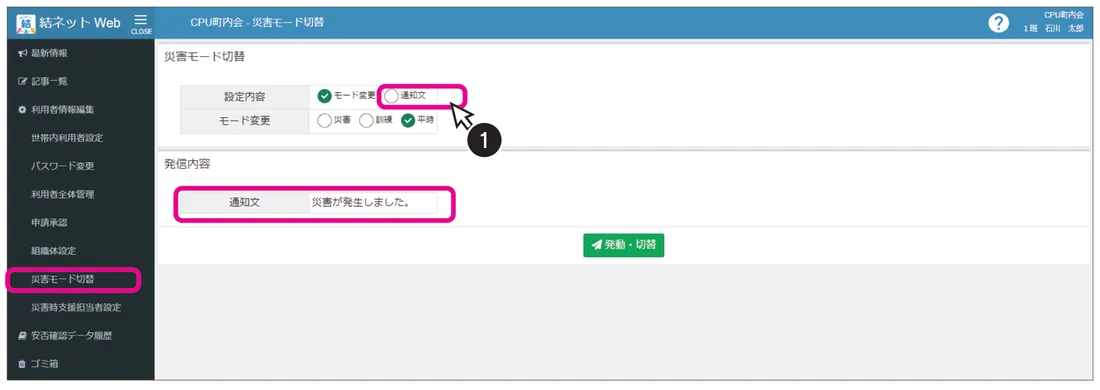 結 結ネット Web CLOSE CPU町内会 - 災害モード切替 ? CPU町内会
1班 石川 太郎
最新情報
記事一覧
利用者情報編集
世帯内利用者設定
パスワード変更
利用者全体管理
申請承認
組織体設定
災害モード切替
災害時支援担当者設定
安否確認データ履歴
ゴミ箱
災害モード切替
設定内容 モード変更 通知文
モード変更 災害 訓練 平時
1
発信内容
通知文 災害が発生しました。
発動・切替